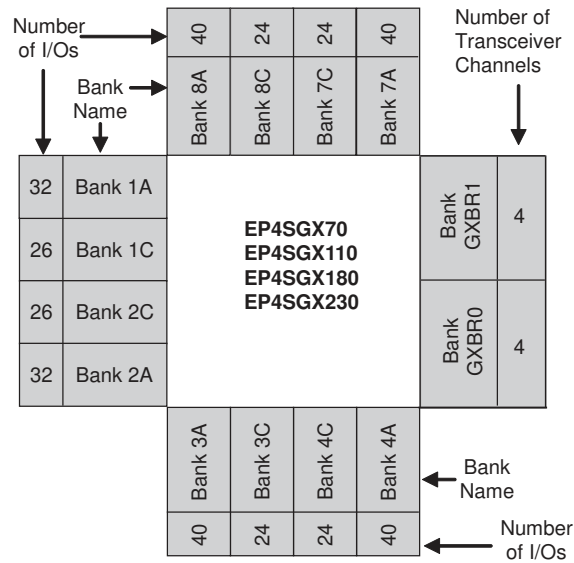 Number
of I/Os
40
24
24
40
Number of
Transceiver
Channels
Bank
Name
Bank 8A
Bank 8C
Bank 7C
Bank 7A
32
Bank 1A
26
Bank 1C
26
Bank 2C
32
Bank 2A
EP4SGX70
EP4SGX110
EP4SGX180
EP4SGX230
Bank
GXBR1
4
Bank
GXBR0
4
Bank 3A
Bank 3C
Bank 4C
Bank 4A
Bank
Name
40
24
24
40
Number
of I/Os